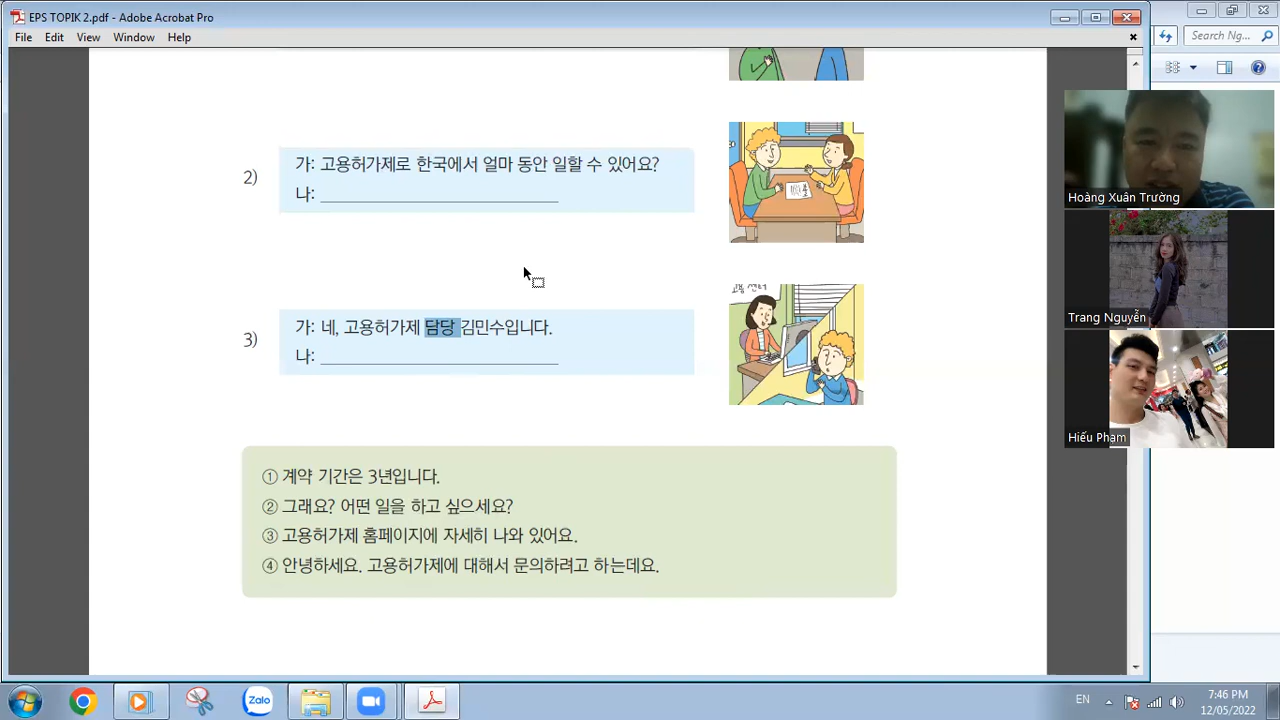 EPS TOPIK 2.pdf - Adobe Acrobat Pro
File Edit View Window Help
Search Ng...
2)
가: 고용허가제로 한국에서 얼마 동안 일할 수 있어요?
나:
3)
가: 네, 고용허가제 담당 김민수입니다.
나:
① 계약 기간은 3년입니다.
② 그래요? 어떤 일을 하고 싶으세요?
③ 고용허가제 홈페이지에 자세히 나와 있어요.
④ 안녕하세요. 고용허가제에 대해서 문의하려고 하는데요.
Hoàng Xuân Trường
Trang Nguyễn
Hiếu Phạm
Zalo
EN
7:46 PM
12/05/2022